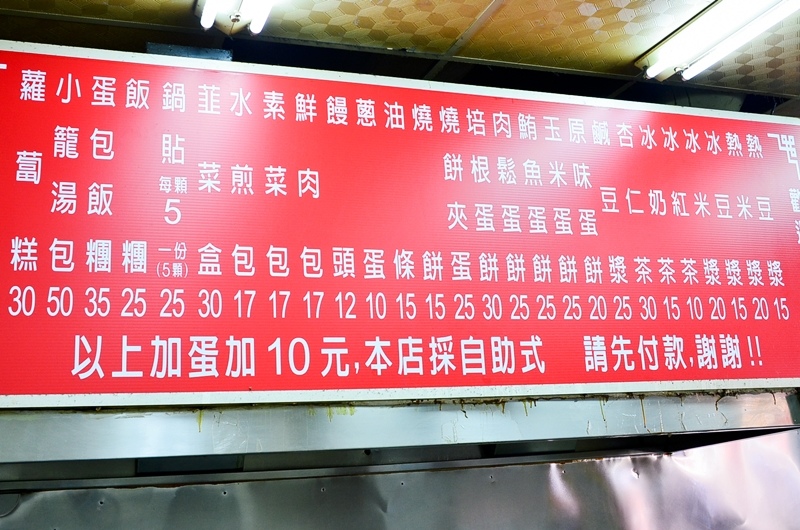 蘿蔔糕 30
小籠湯包 50
蛋包飯糰 35
飯糰 25
鍋貼 每顆5 一份(5顆) 25
韮菜盒 30
水煎包 17
素菜包 17
鮮肉包 17
饅頭 12
蔥蛋 10
油條 15
燒餅 15
燒餅夾蛋 25
培根蛋餅 30
肉鬆蛋餅 25
鮪魚蛋餅 25
玉米蛋餅 25
原味蛋餅 20
鹹豆漿 25
杏仁茶 30
冰奶茶 15
冰紅茶 10
冰米漿 20
冰豆漿 15
熱米漿 20
熱豆漿 15
歡
以上加蛋加10元,本店採自助式 請先付款,謝謝!!